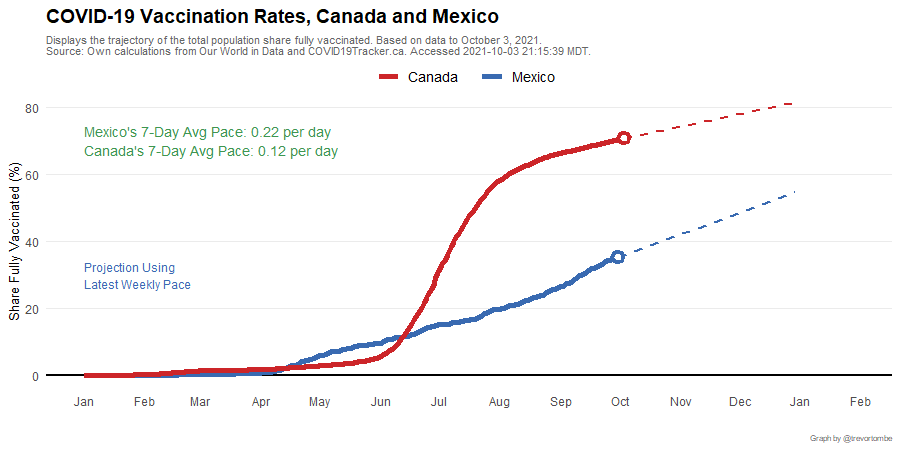 COVID-19 Vaccination Rates, Canada and Mexico
Displays the trajectory of the total population share fully vaccinated. Based on data to October 3, 2021.
Source: Own calculations from Our World in Data and COVID19Tracker.ca. Accessed 2021-10-03 21:15:39 MDT.
Canada Mexico
Share Fully Vaccinated (%)
80
60
40
20
0
Mexico's 7-Day Avg Pace: 0.22 per day
Canada's 7-Day Avg Pace: 0.12 per day
Projection Using
Latest Weekly Pace
Jan Feb Mar Apr May Jun Jul Aug Sep Oct Nov Dec Jan Feb
Graph by @trevortombe